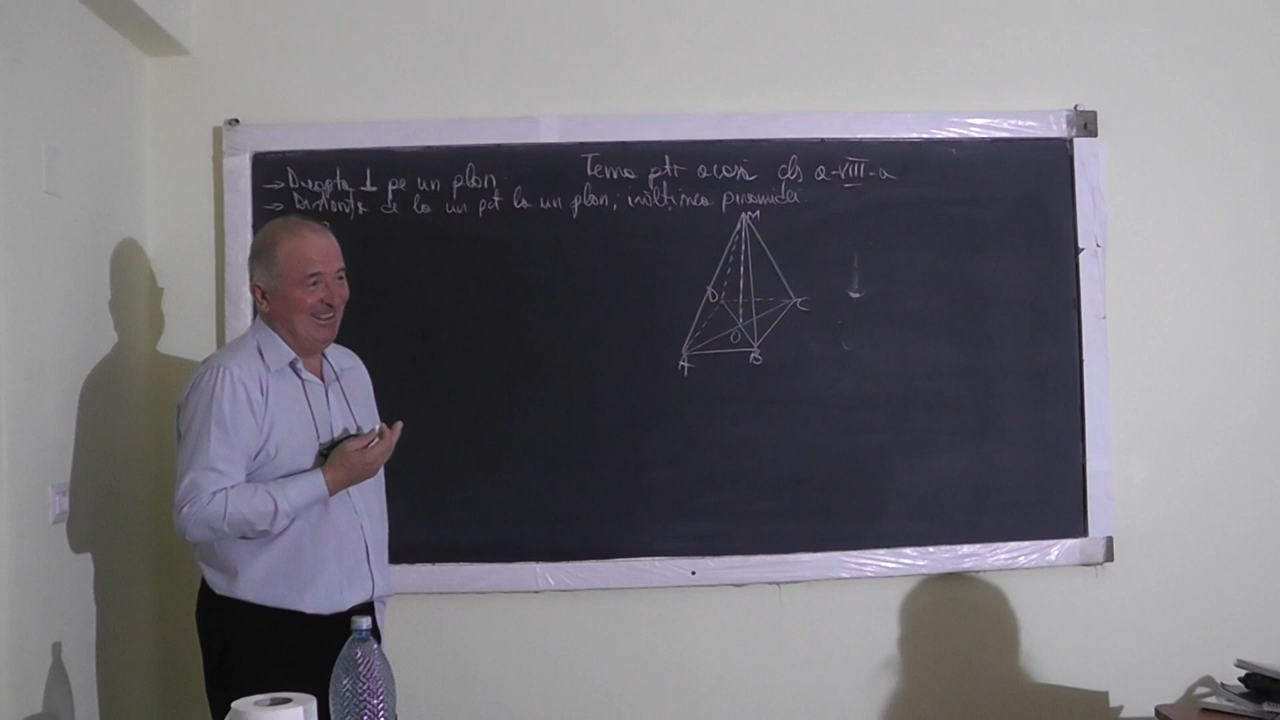 Tema ptr acasă cls a-VIII-a
→ Dreapta ⊥ pe un plan
→ Distanța de la un pct la un plan; înălțimea piramidei
M
D
C
O
A
B